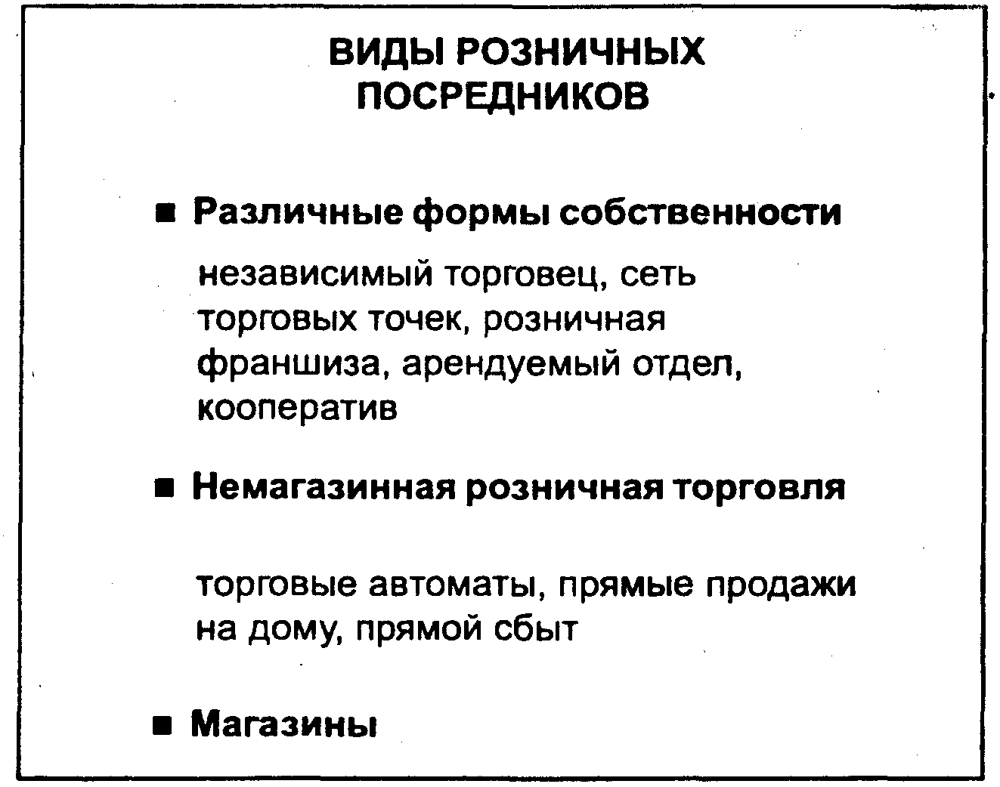 ВИДЫ РОЗНИЧНЫХ
ПОСРЕДНИКОВ
■ Различные формы собственности
независимый торговец, сеть
торговых точек, розничная
франшиза, арендуемый отдел,
кооператив
■ Немагазинная розничная торговля
торговые автоматы, прямые продажи
на дому, прямой сбыт
■ Магазины